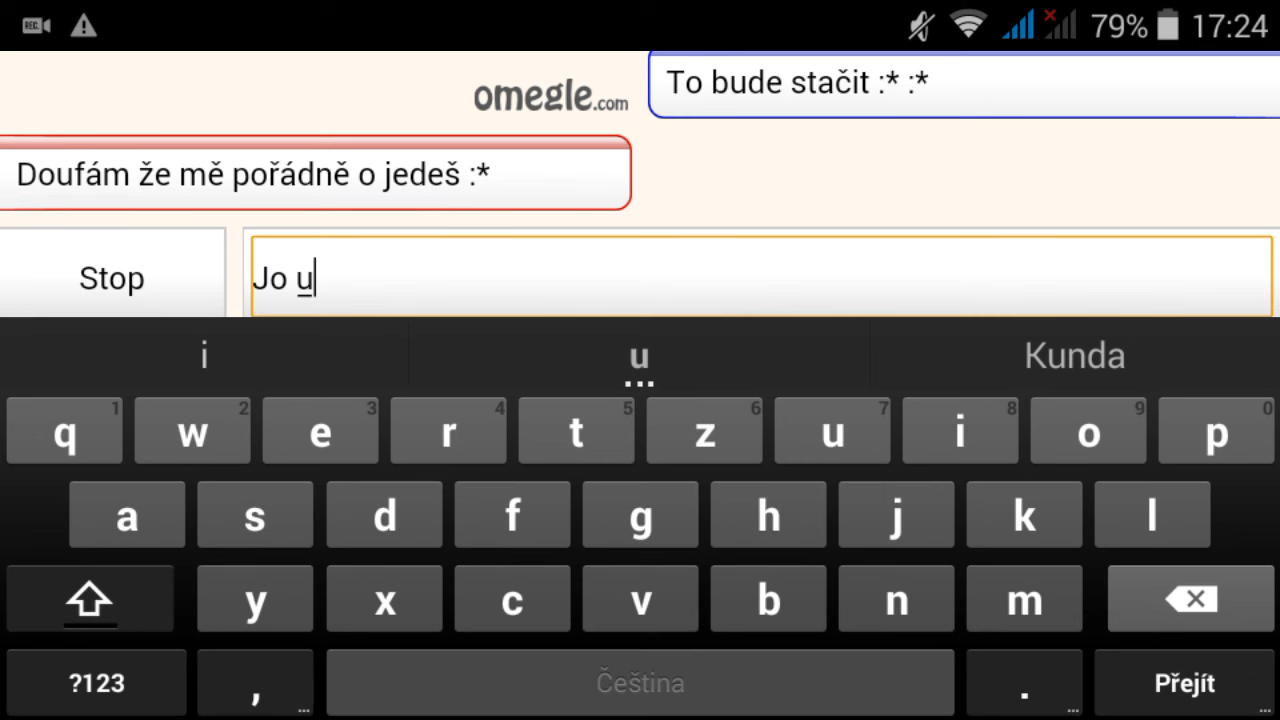 REC.
79% 17:24
To bude stačit :* :*
omegle.com
Doufám že mě pořádně o jedeš :*
Stop
Jo u
i u Kunda
q 1 w 2 e 3 r 4 t 5 z 6 u 7 i 8 o 9 p 0
a s d f g h j k l
y x c v b n m
?123 , ... Čeština . ... Přejít ...